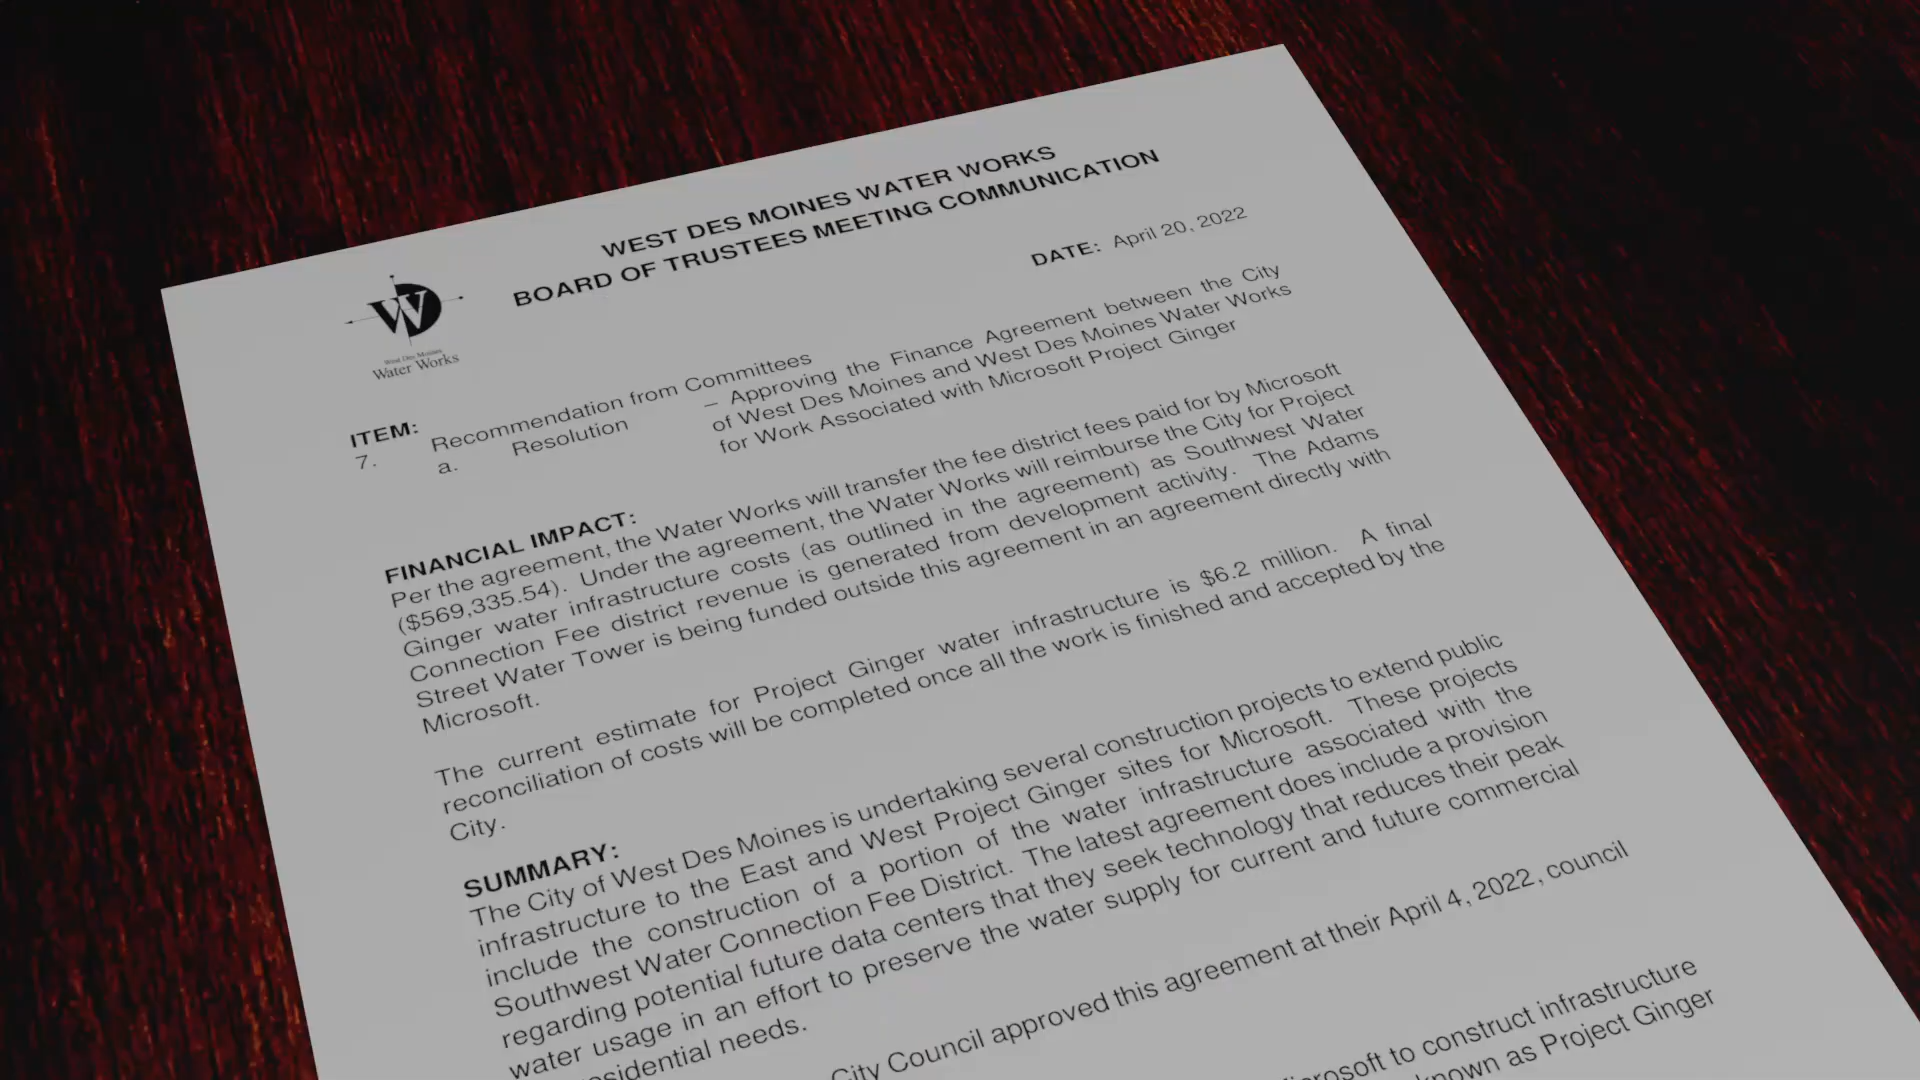 WEST DES MOINES WATER WORKS
BOARD OF TRUSTEES MEETING COMMUNICATION
DATE: April 20, 2022
West Des Moines
Water Works
ITEM:
7. Recommendation from Committees
a. Resolution – Approving the Finance Agreement between the City
of West Des Moines and West Des Moines Water Works
for Work Associated with Microsoft Project Ginger
FINANCIAL IMPACT:
Per the agreement, the Water Works will transfer the fee district fees paid for by Microsoft
($569,335.54). Under the agreement, the Water Works will reimburse the City for Project
Ginger water infrastructure costs (as outlined in the agreement) as Southwest Water
Connection Fee district revenue is generated from development activity. The Adams
Street Water Tower is being funded outside this agreement in an agreement directly with
Microsoft.
The current estimate for Project Ginger water infrastructure is $6.2 million. A final
reconciliation of costs will be completed once all the work is finished and accepted by the
City.
SUMMARY:
The City of West Des Moines is undertaking several construction projects to extend public
infrastructure to the East and West Project Ginger sites for Microsoft. These projects
include the construction of a portion of the water infrastructure associated with the
Southwest Water Connection Fee District. The latest agreement does include a provision
regarding potential future data centers that they seek technology that reduces their peak
water usage in an effort to preserve the water supply for current and future commercial
needs.
City Council approved this agreement at their April 4, 2022, council
to construct infrastructure
as Project Ginger